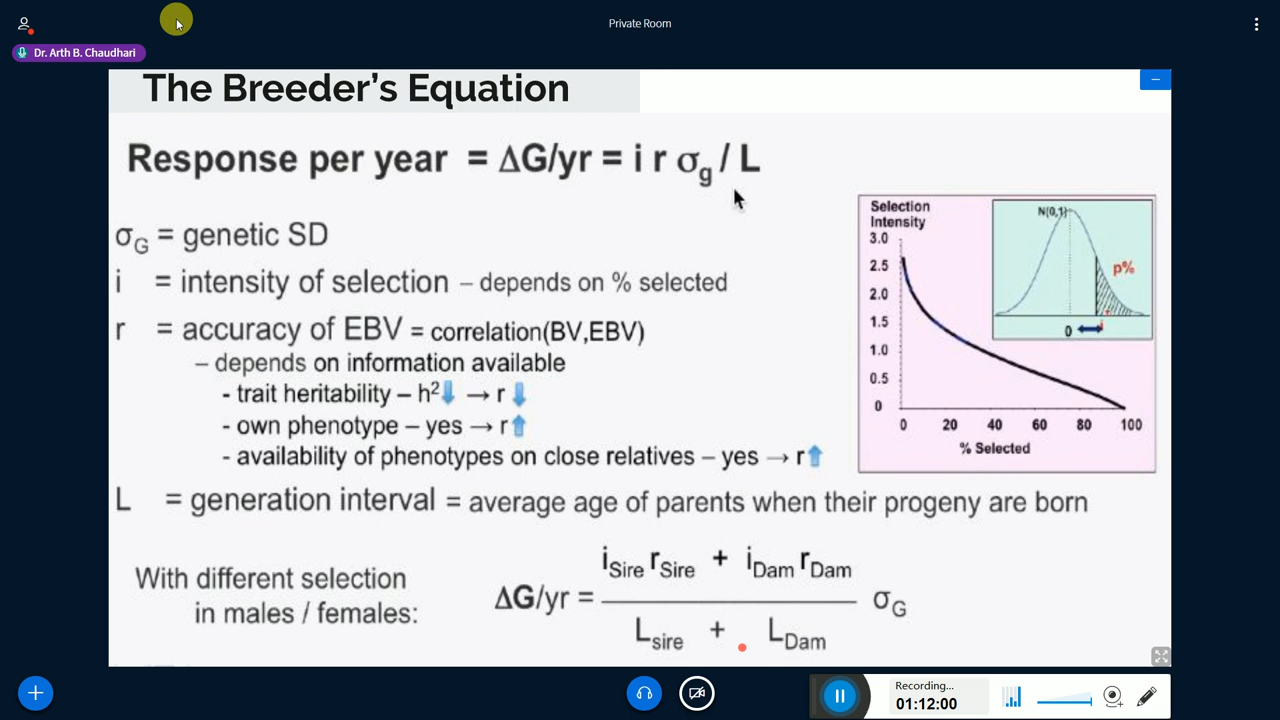 Private Room
Dr. Arth B. Chaudhari
The Breeder's Equation
Response per year = ΔG/yr = i r σg / L
σG = genetic SD
i = intensity of selection – depends on % selected
r = accuracy of EBV = correlation(BV,EBV)
– depends on information available
- trait heritability – h²⬇ → r ⬇
- own phenotype – yes → r⬆
- availability of phenotypes on close relatives – yes → r⬆
L = generation interval = average age of parents when their progeny are born
With different selection
in males / females:
ΔG/yr =
iSire rSire + iDam rDam
Lsire + LDam
σG
Selection
Intensity
3.0
2.5
2.0
1.5
1.0
0.5
0
0 20 40 60 80 100
% Selected
N(0,1)
p%
0
i
Recording...
01:12:00